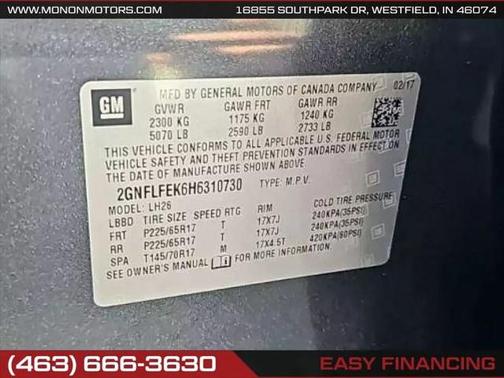 WWW.MONONMOTORS.COM
16855 SOUTHPARK DR, WESTFIELD, IN 46074
GM
MFD BY GENERAL MOTORS OF CANADA COMPANY 02/17
GVWR GAWR FRT GAWR RR
2300 KG 1175 KG 1240 KG
5070 LB 2590 LB 2733 LB
THIS VEHICLE CONFORMS TO ALL APPLICABLE U.S. FEDERAL MOTOR
VEHICLE SAFETY AND THEFT PREVENTION STANDARDS IN EFFECT ON THE
DATE OF MANUFACTURE SHOWN ABOVE.
2GNFLFEK6H6310730 TYPE: M.P.V.
MODEL: LH26
LBBD TIRE SIZE SPEED RTG RIM COLD TIRE PRESSURE
FRT P225/65R17 T 17X7J 240KPA(35PSI)
RR P225/65R17 T 17X7J 240KPA(35PSI)
SPA T145/70R17 M 17X4.5T 420KPA(60PSI)
SEE OWNER'S MANUAL FOR MORE INFORMATION.
(463) 666-3630
EASY FINANCING